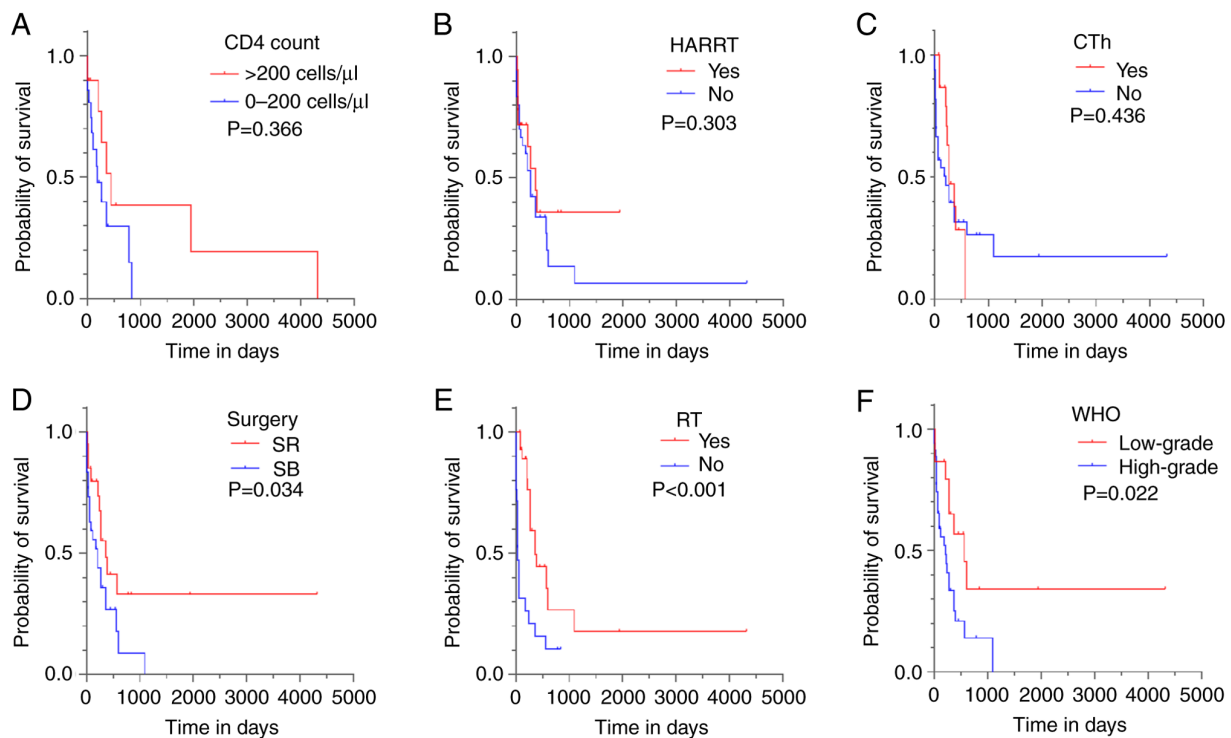 A
CD4 count
>200 cells/µl
0–200 cells/µl
P=0.366
1.0
0.5
0.0
Probability of survival
0 1000 2000 3000 4000 5000
Time in days
B
HARRT
Yes
No
P=0.303
1.0
0.5
0.0
Probability of survival
0 1000 2000 3000 4000 5000
Time in days
C
CTh
Yes
No
P=0.436
1.0
0.5
0.0
Probability of survival
0 1000 2000 3000 4000 5000
Time in days
D
Surgery
SR
SB
P=0.034
1.0
0.5
0.0
Probability of survival
0 1000 2000 3000 4000 5000
Time in days
E
RT
Yes
No
P<0.001
1.0
0.5
0.0
Probability of survival
0 1000 2000 3000 4000 5000
Time in days
F
WHO
Low-grade
High-grade
P=0.022
1.0
0.5
0.0
Probability of survival
0 1000 2000 3000 4000 5000
Time in days